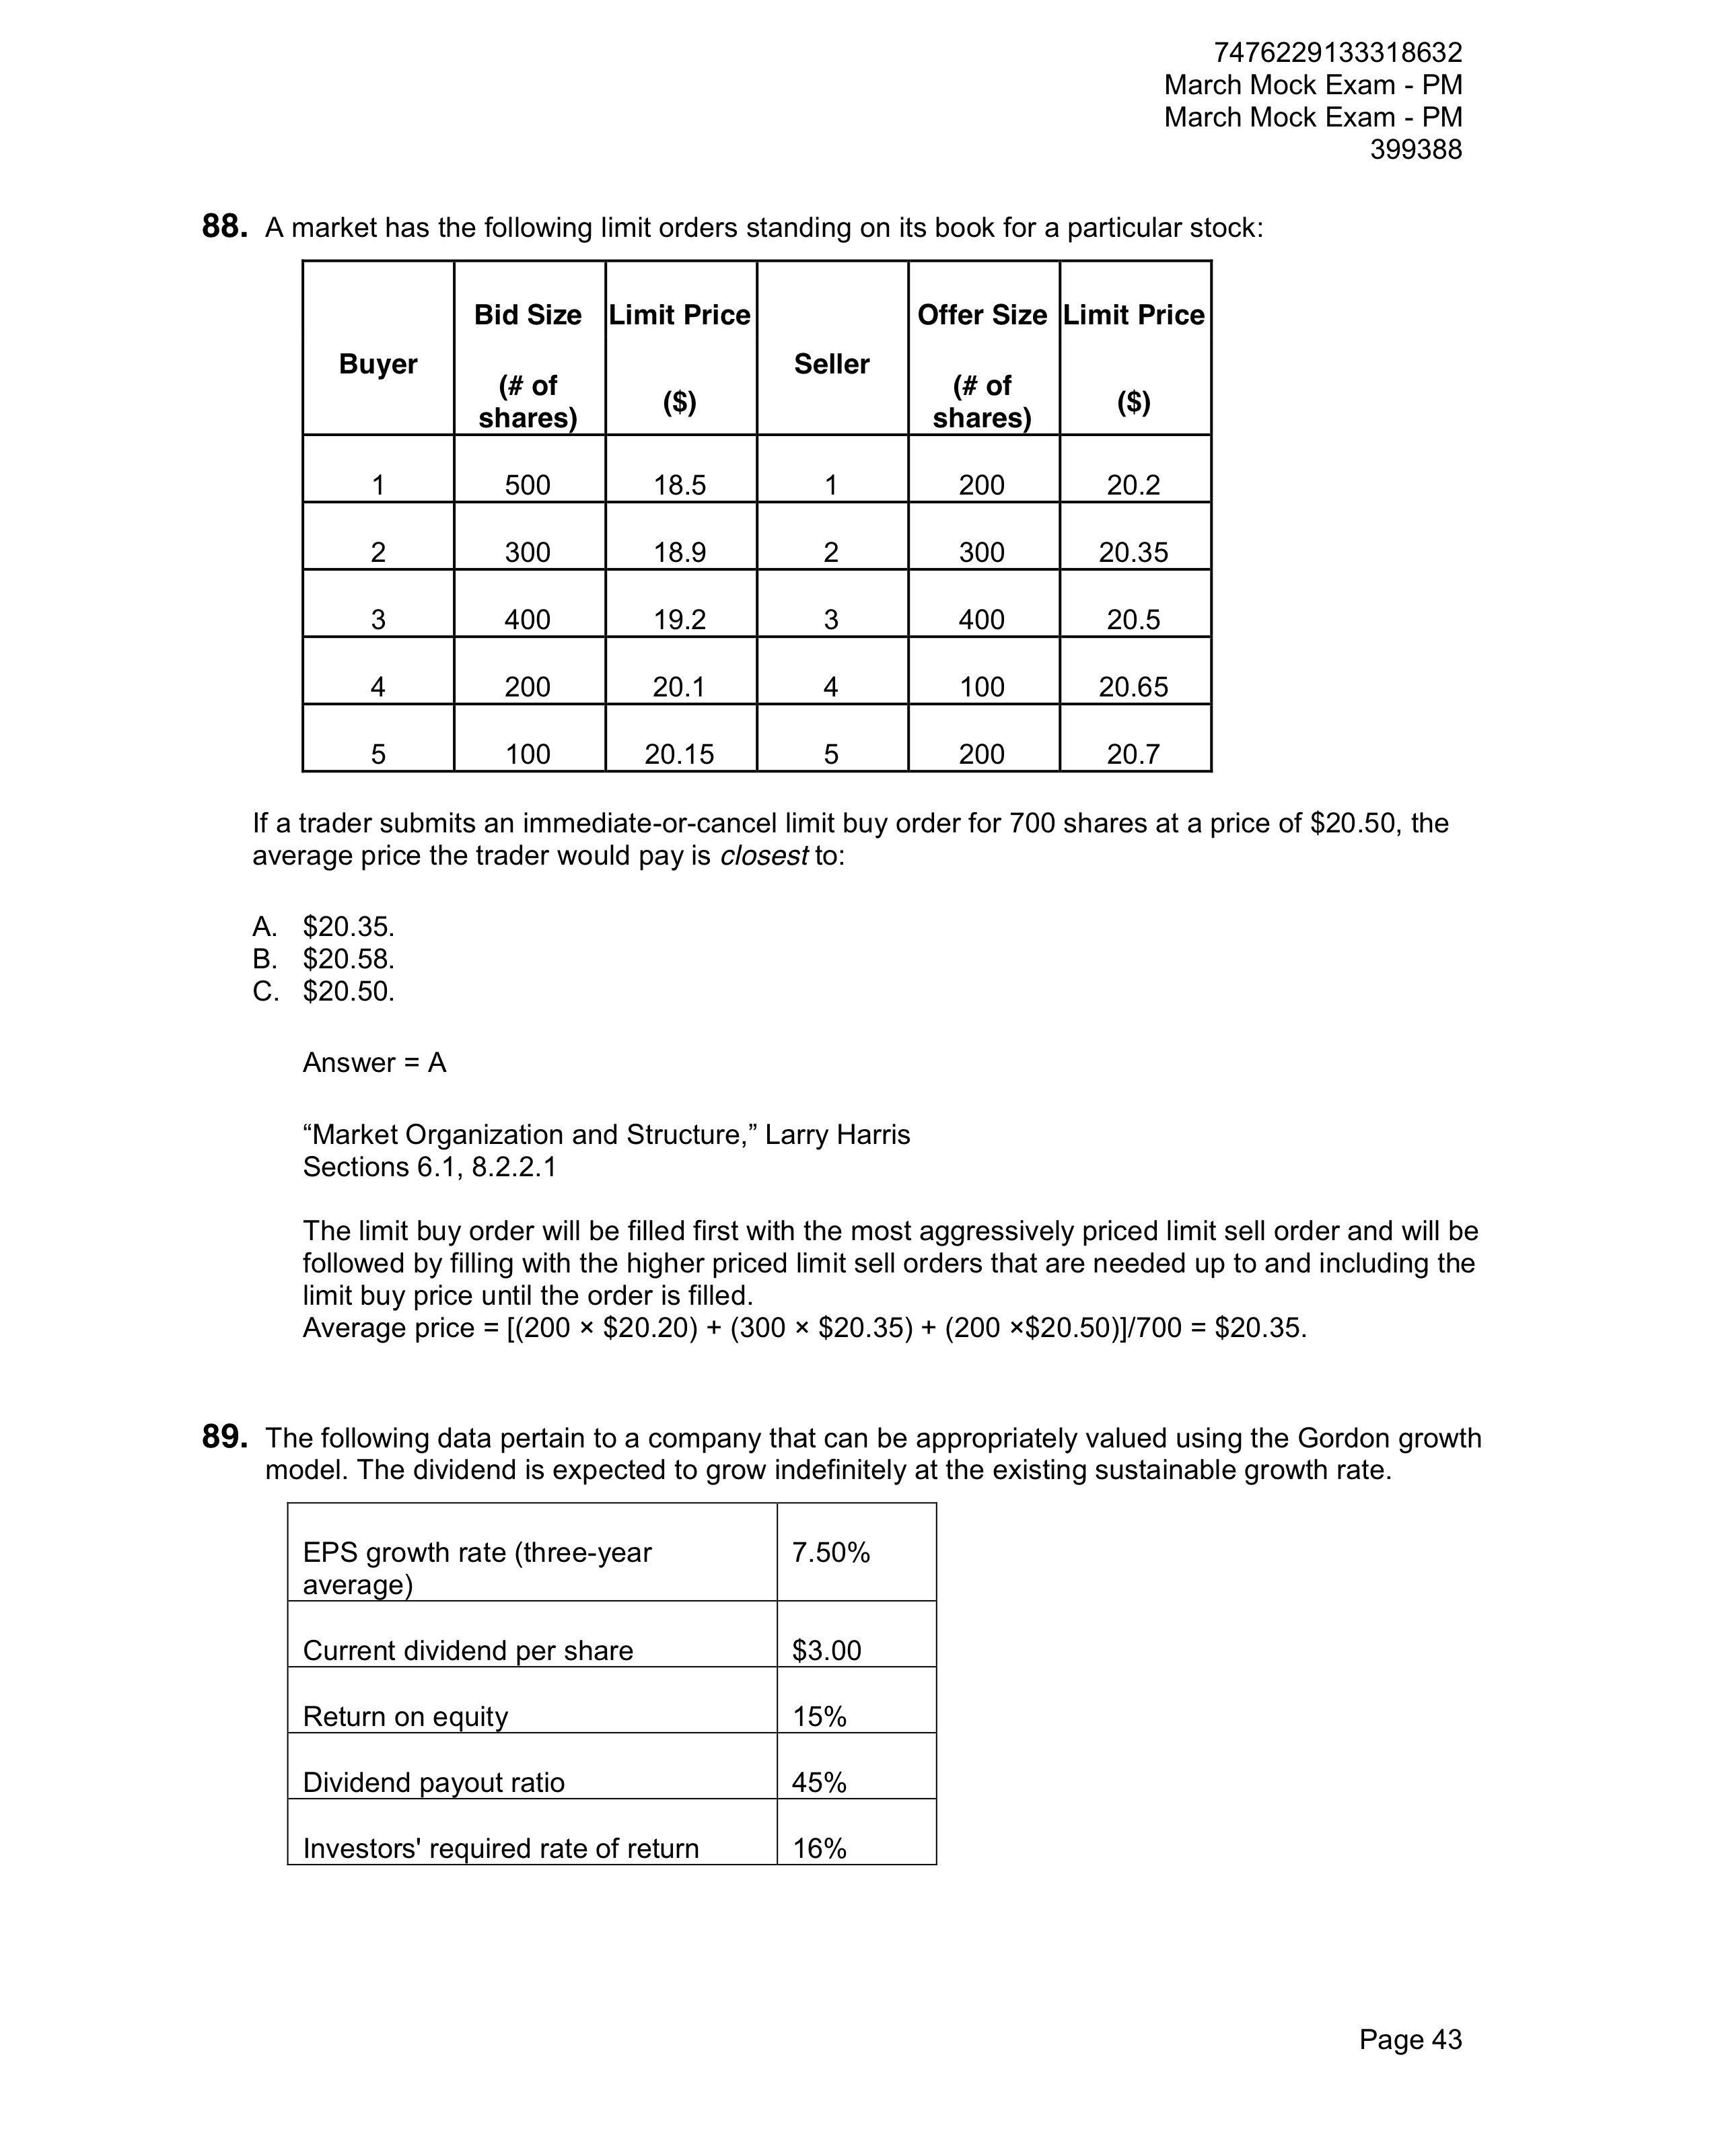 7476229133318632
March Mock Exam - PM
March Mock Exam - PM
399388
88. A market has the following limit orders standing on its book for a particular stock:
Buyer Bid Size (# of shares) Limit Price ($) Seller Offer Size (# of shares) Limit Price ($)
1 500 18.5 1 200 20.2
2 300 18.9 2 300 20.35
3 400 19.2 3 400 20.5
4 200 20.1 4 100 20.65
5 100 20.15 5 200 20.7
If a trader submits an immediate-or-cancel limit buy order for 700 shares at a price of $20.50, the
average price the trader would pay is closest to:
A. $20.35.
B. $20.58.
C. $20.50.
Answer = A
“Market Organization and Structure,” Larry Harris
Sections 6.1, 8.2.2.1
The limit buy order will be filled first with the most aggressively priced limit sell order and will be
followed by filling with the higher priced limit sell orders that are needed up to and including the
limit buy price until the order is filled.
Average price = [(200 × $20.20) + (300 × $20.35) + (200 ×$20.50)]/700 = $20.35.
89. The following data pertain to a company that can be appropriately valued using the Gordon growth
model. The dividend is expected to grow indefinitely at the existing sustainable growth rate.
EPS growth rate (three-year average) 7.50%
Current dividend per share $3.00
Return on equity 15%
Dividend payout ratio 45%
Investors' required rate of return 16%
Page 43